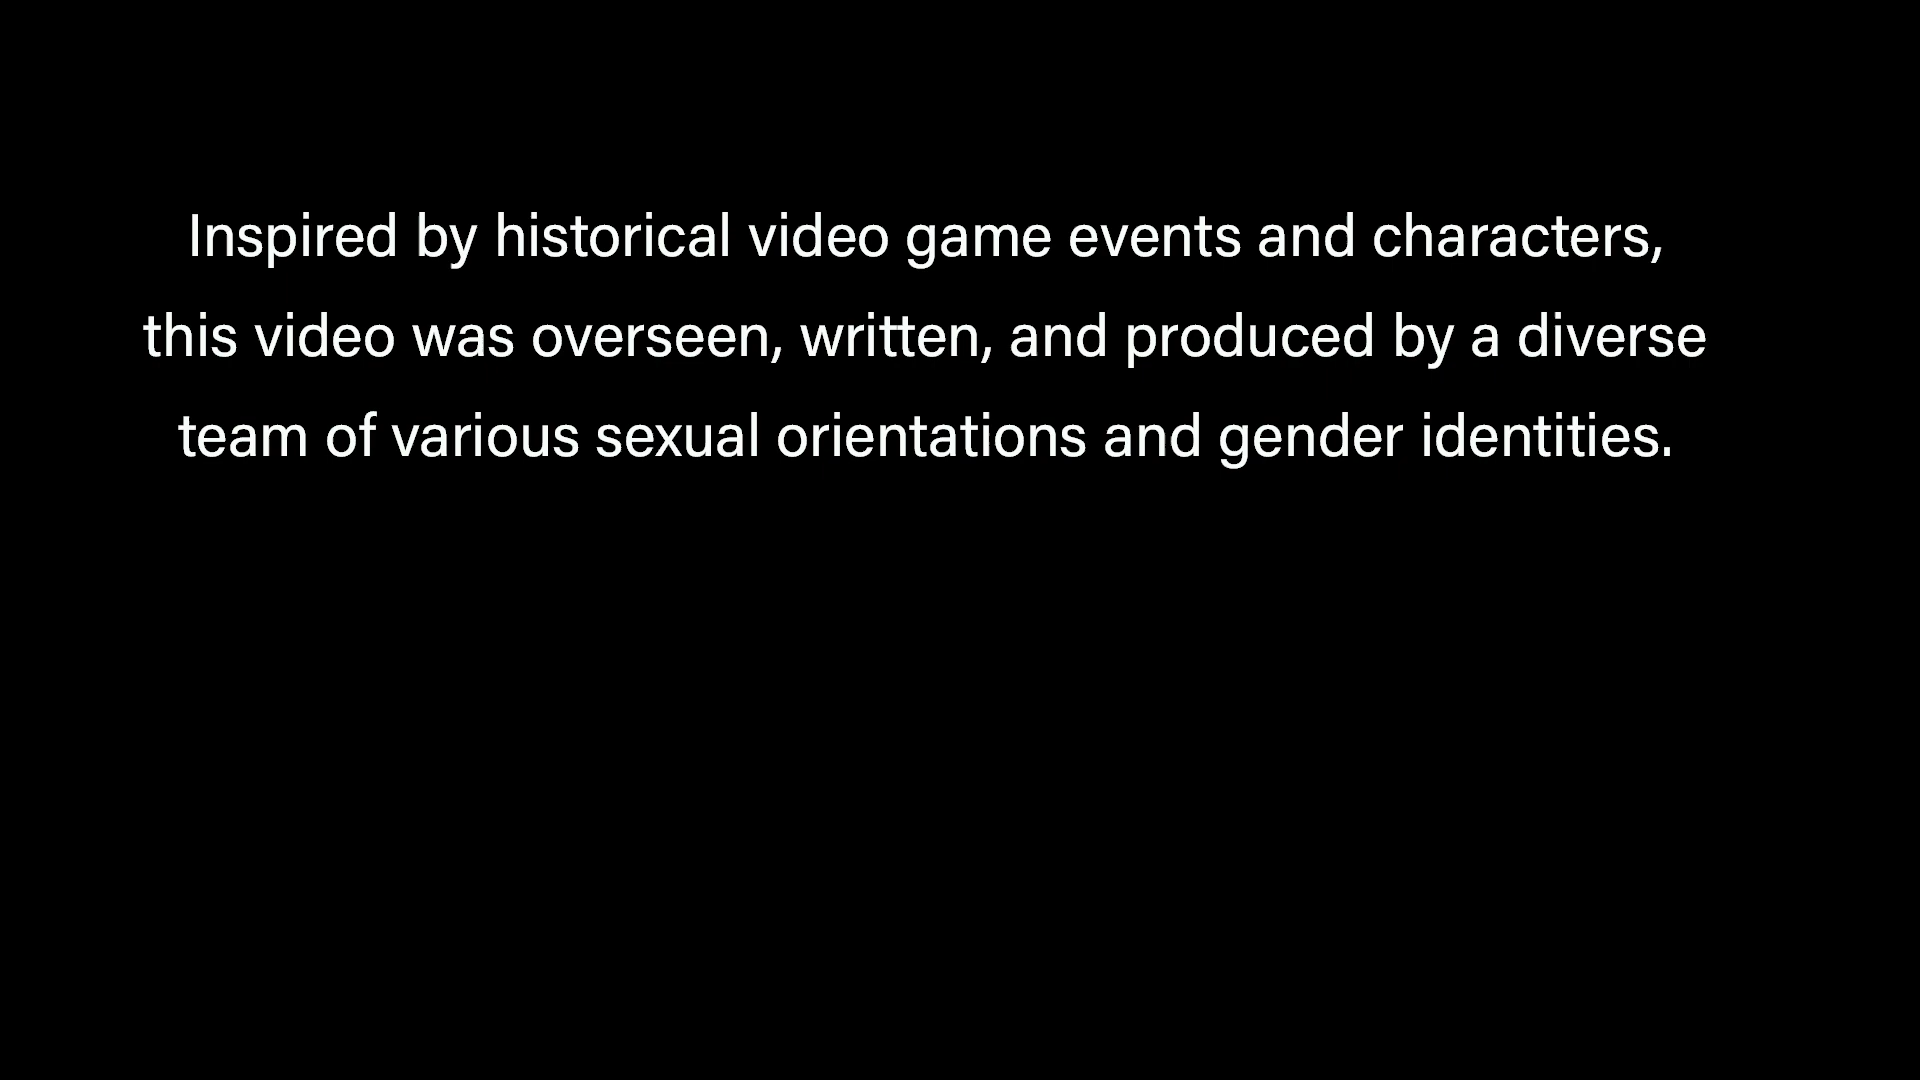 Inspired by historical video game events and characters,
this video was overseen, written, and produced by a diverse
team of various sexual orientations and gender identities.